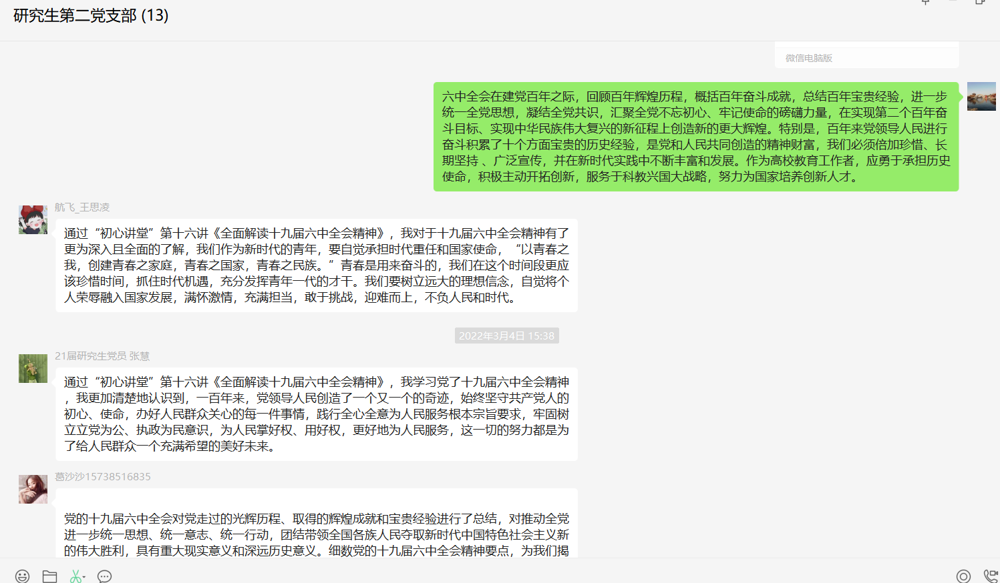 研究生第二党支部 (13)
微信电脑版
六中全会在建党百年之际，回顾百年辉煌历程，概括百年奋斗成就，总结百年宝贵经验，进一步
统一全党思想，凝结全党共识，汇聚全党不忘初心、牢记使命的磅礴力量，在实现第二个百年奋
斗目标、实现中华民族伟大复兴的新征程上创造新的更大辉煌。特别是，百年来党领导人民进行
奋斗积累了十个方面宝贵的历史经验，是党和人民共同创造的精神财富，我们必须倍加珍惜、长
期坚持 、广泛宣传，并在新时代实践中不断丰富和发展。作为高校教育工作者，应勇于承担历史
使命，积极主动开拓创新，服务于科教兴国大战略，努力为国家培养创新人才。
航飞_王思凌
通过“初心讲堂”第十六讲《全面解读十九届六中全会精神》，我对于十九届六中全会精神有了
更为深入且全面的了解，我们作为新时代的青年，要自觉承担时代重任和国家使命，“以青春之
我，创建青春之家庭，青春之国家，青春之民族。”青春是用来奋斗的，我们在这个时间段更应
该珍惜时间，抓住时代机遇，充分发挥青年一代的才干。我们要树立远大的理想信念，自觉将个
人荣辱融入国家发展，满怀激情，充满担当，敢于挑战，迎难而上，不负人民和时代。
2022年3月4日 15:38
21届研究生党员 张慧
通过“初心讲堂”第十六讲《全面解读十九届六中全会精神》，我学习党了十九届六中全会精神
，我更加清楚地认识到，一百年来，党领导人民创造了一个又一个的奇迹，始终坚守共产党人的
初心、使命，办好人民群众关心的每一件事情，践行全心全意为人民服务根本宗旨要求，牢固树
立立党为公、执政为民意识，为人民掌好权、用好权，更好地为人民服务，这一切的努力都是为
了给人民群众一个充满希望的美好未来。
葛沙沙15738516835
党的十九届六中全会对党走过的光辉历程、取得的辉煌成就和宝贵经验进行了总结，对推动全党
进一步统一思想、统一意志、统一行动，团结带领全国各族人民夺取新时代中国特色社会主义新
的伟大胜利，具有重大现实意义和深远历史意义。细数党的十九届六中全会精神要点，为我们揭